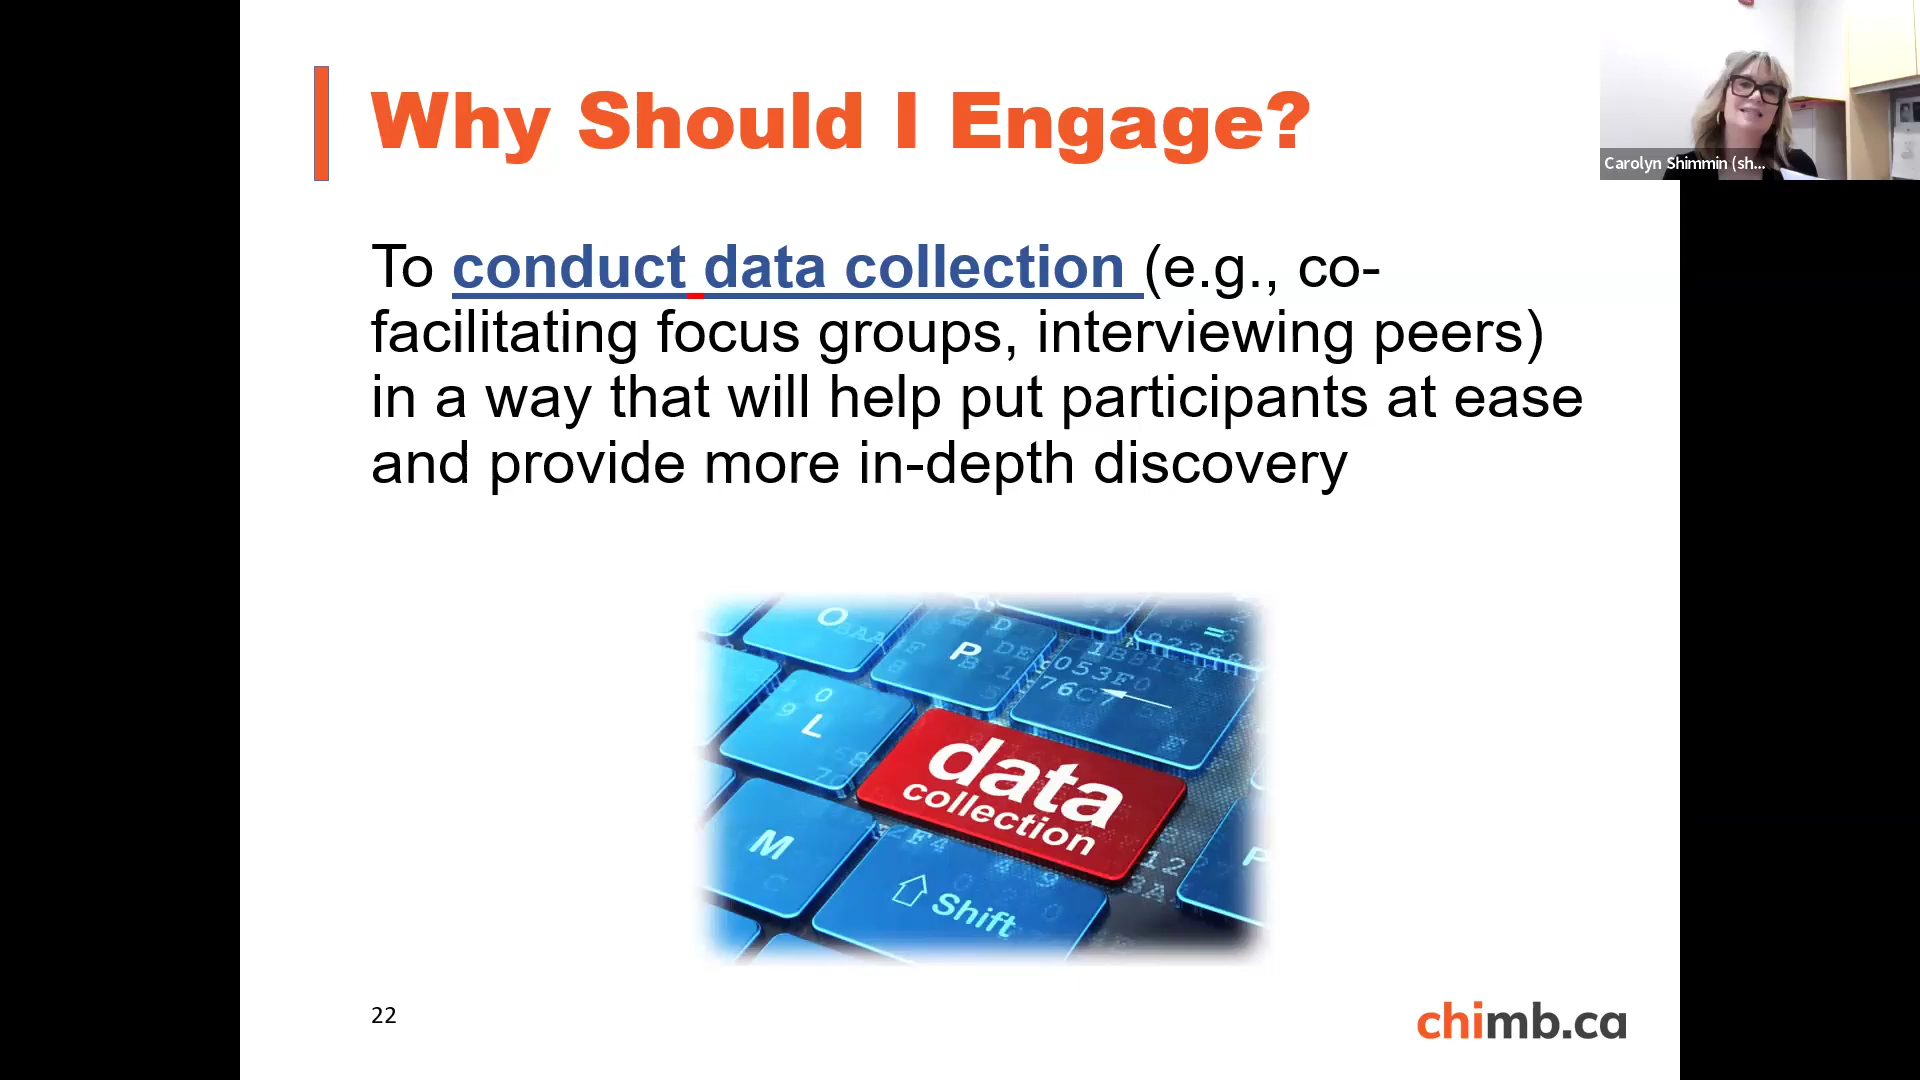 Why Should I Engage?
Carolyn Shimmin (sh...
To conduct data collection (e.g., co-
facilitating focus groups, interviewing peers)
in a way that will help put participants at ease
and provide more in-depth discovery
O
P
L
data
collection
M
Shift
22
chimb.ca